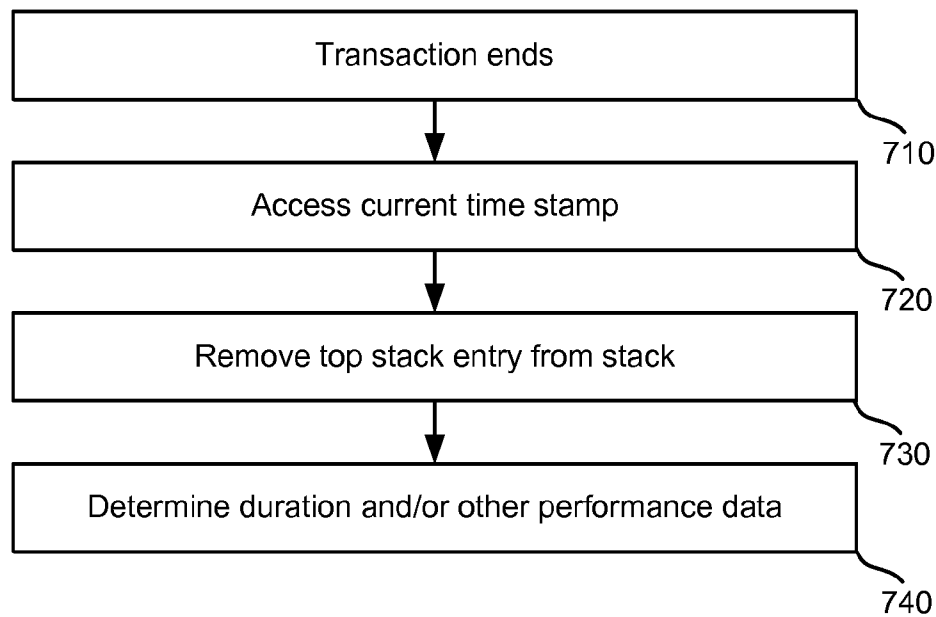 Transaction ends
710
Access current time stamp
720
Remove top stack entry from stack
730
Determine duration and/or other performance data
740